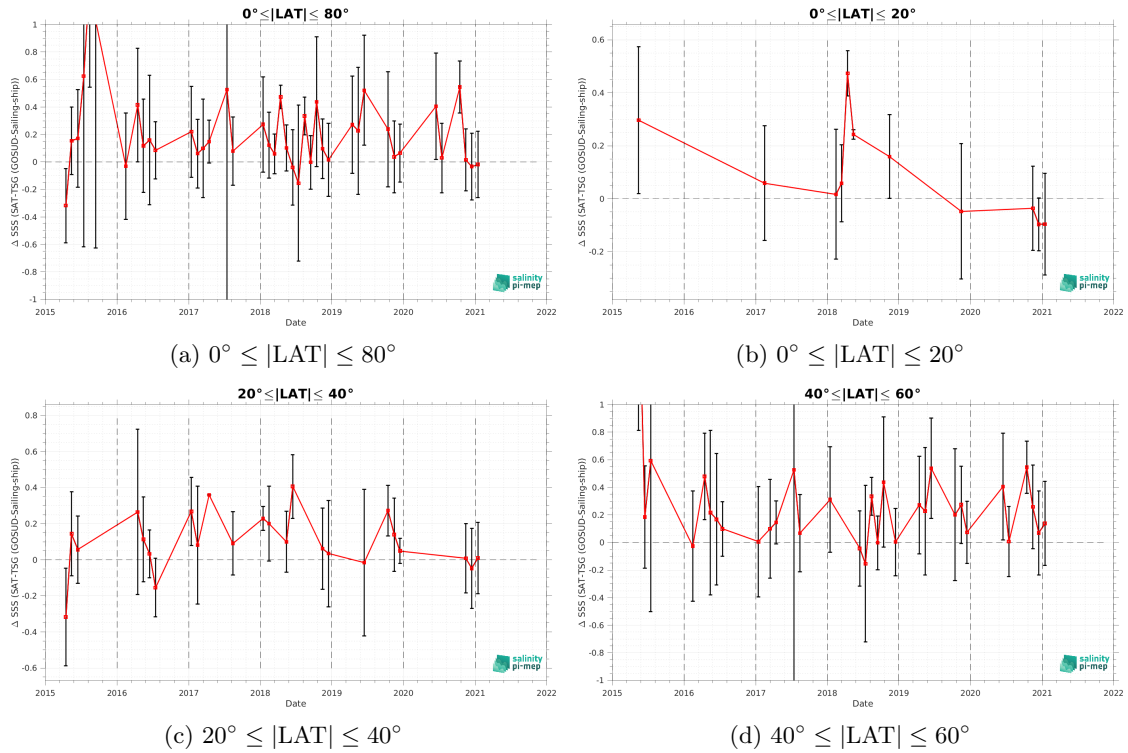 0°≤|LAT|≤ 80°
Δ SSS (SAT-TSG (GOSUD-Sailing-ship))
1
0.8
0.6
0.4
0.2
0
-0.2
-0.4
-0.6
-0.8
-1
2015 2016 2017 2018 2019 2020 2021 2022
Date
salinity
pi-mep
(a) 0° ≤ |LAT| ≤ 80°
0°≤|LAT|≤ 20°
Δ SSS (SAT-TSG (GOSUD-Sailing-ship))
0.6
0.4
0.2
0
-0.2
2015 2016 2017 2018 2019 2020 2021 2022
Date
salinity
pi-mep
(b) 0° ≤ |LAT| ≤ 20°
20°≤|LAT|≤ 40°
Δ SSS (SAT-TSG (GOSUD-Sailing-ship))
0.8
0.6
0.4
0.2
0
-0.2
-0.4
-0.6
2015 2016 2017 2018 2019 2020 2021 2022
Date
salinity
pi-mep
(c) 20° ≤ |LAT| ≤ 40°
40°≤|LAT|≤ 60°
Δ SSS (SAT-TSG (GOSUD-Sailing-ship))
1
0.8
0.6
0.4
0.2
0
-0.2
-0.4
-0.6
-0.8
-1
2015 2016 2017 2018 2019 2020 2021 2022
Date
salinity
pi-mep
(d) 40° ≤ |LAT| ≤ 60°